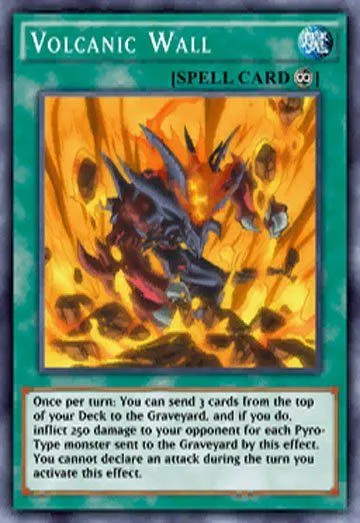 Volcanic Wall
[Spell Card]
Once per turn: You can send 3 cards from the top
of your Deck to the Graveyard, and if you do,
inflict 250 damage to your opponent for each Pyro-
Type monster sent to the Graveyard by this effect.
You cannot declare an attack during the turn you
activate this effect.